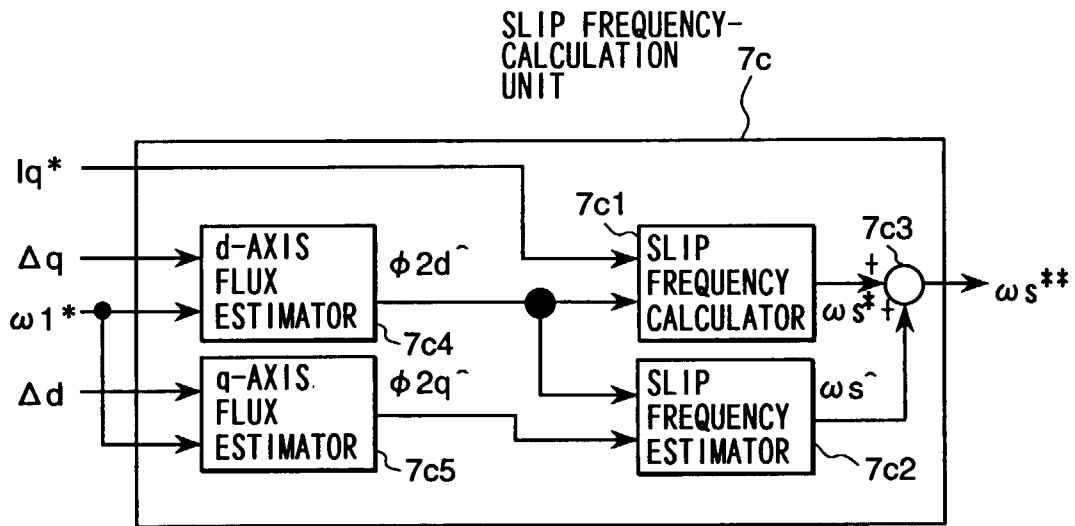 SLIP FREQUENCY-
CALCULATION
UNIT
7c
Iq*
Δq
ω1*
Δd
d-AXIS
FLUX
ESTIMATOR
7c4
φ2d^
q-AXIS
FLUX
ESTIMATOR
7c5
φ2q^
7c1
SLIP
FREQUENCY
CALCULATOR
ωs*
SLIP
FREQUENCY
ESTIMATOR
7c2
ωs^
7c3
+
+
ωs**